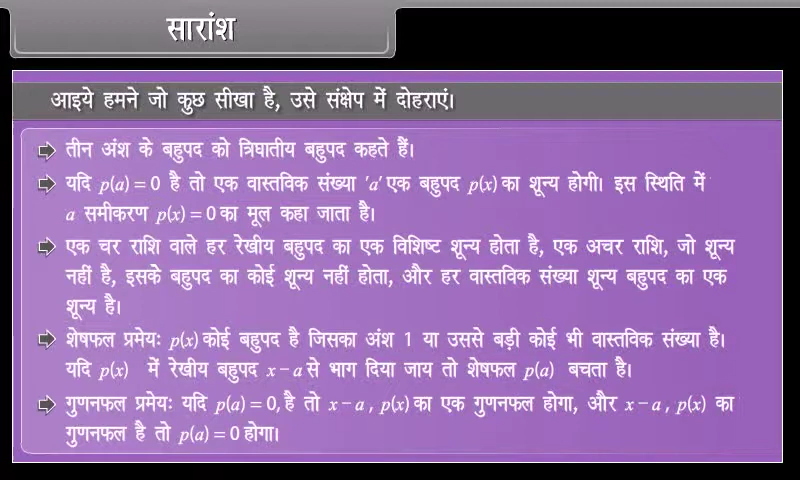 सारांश
आइये हमने जो कुछ सीखा है, उसे संक्षेप में दोहराएं।
तीन अंश के बहुपद को त्रिघातीय बहुपद कहते हैं।
यदि p(a) = 0 है तो एक वास्तविक संख्या 'a' एक बहुपद p(x) का शून्य होगी। इस स्थिति में
a समीकरण p(x) = 0 का मूल कहा जाता है।
एक चर राशि वाले हर रेखीय बहुपद का एक विशिष्ट शून्य होता है, एक अचर राशि, जो शून्य
नहीं है, इसके बहुपद का कोई शून्य नहीं होता, और हर वास्तविक संख्या शून्य बहुपद का एक
शून्य है।
शेषफल प्रमेयः p(x) कोई बहुपद है जिसका अंश 1 या उससे बड़ी कोई भी वास्तविक संख्या है।
यदि p(x) में रेखीय बहुपद x − a से भाग दिया जाय तो शेषफल p(a) बचता है।
गुणनफल प्रमेयः यदि p(a) = 0, है तो x − a , p(x) का एक गुणनफल होगा, और x − a , p(x) का
गुणनफल है तो p(a) = 0 होगा।